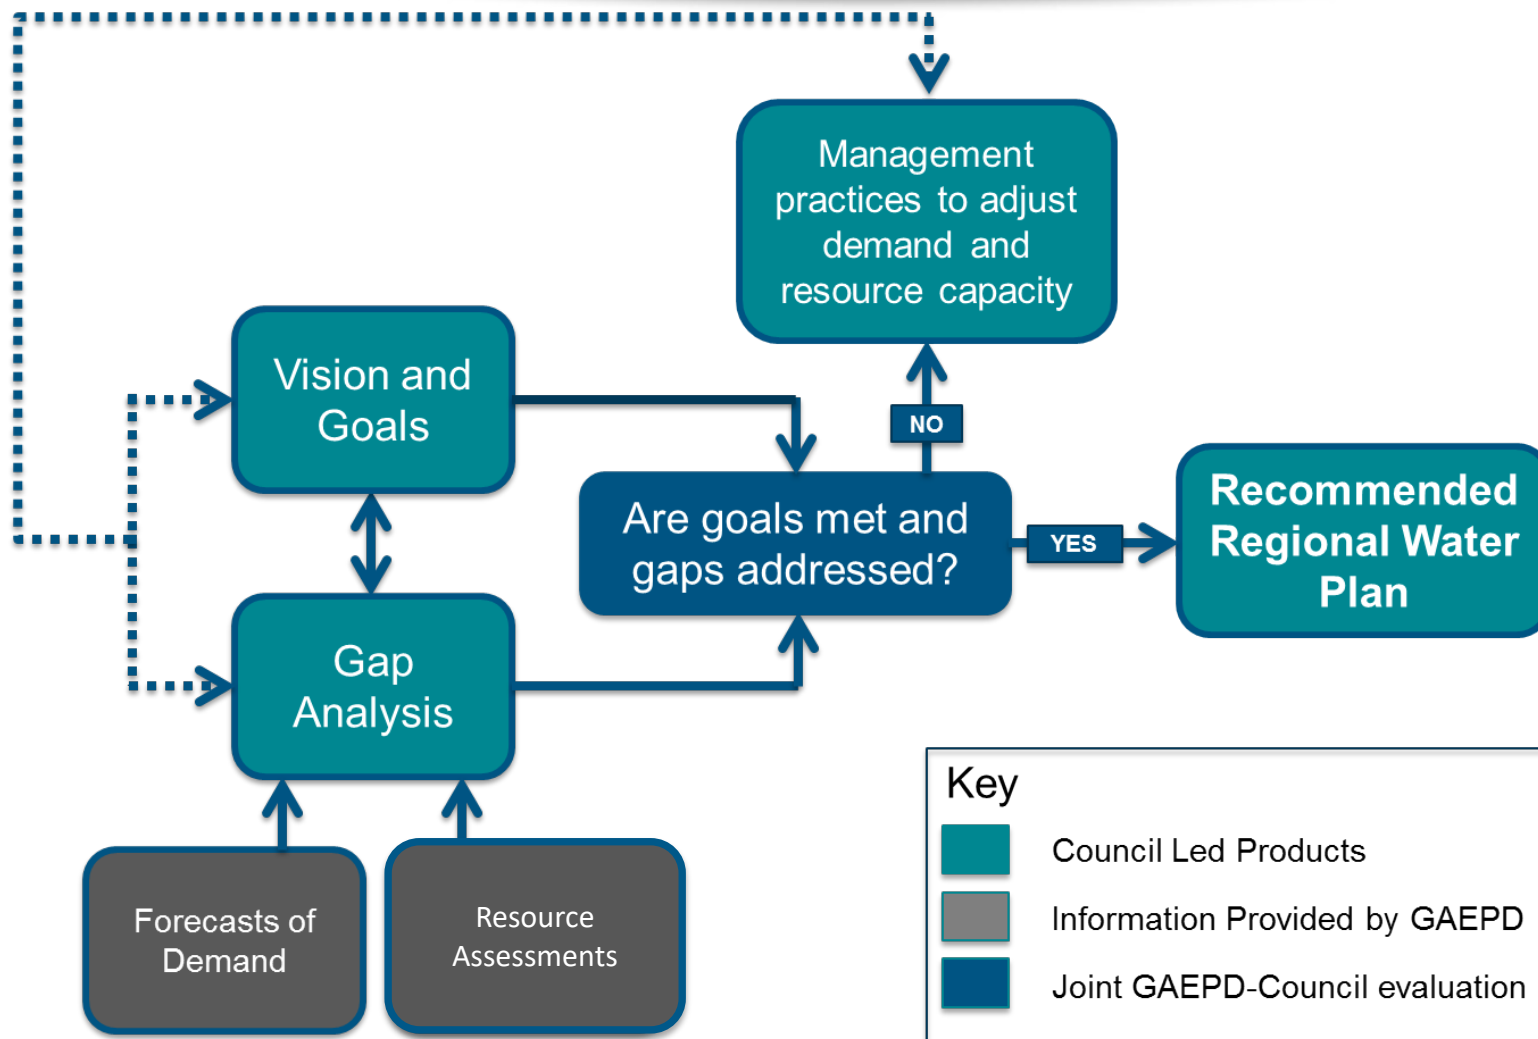 Management
practices to adjust
demand and
resource capacity
Vision and
Goals
NO
Are goals met and
gaps addressed?
YES
Recommended
Regional Water
Plan
Gap
Analysis
Forecasts of
Demand
Resource
Assessments
Key
Council Led Products
Information Provided by GAEPD
Joint GAEPD-Council evaluation